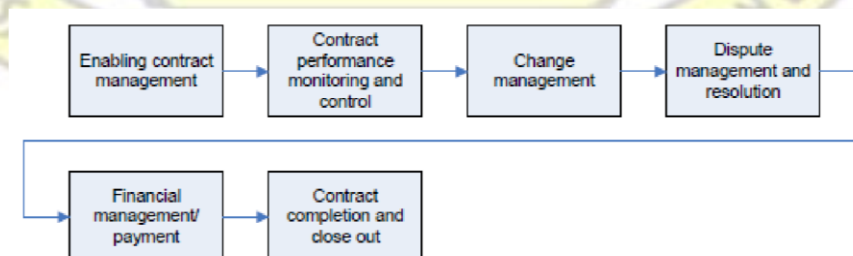 Enabling contract
management
Contract
performance
monitoring and
control
Change
management
Dispute
management and
resolution
Financial
management/
payment
Contract
completion and
close out